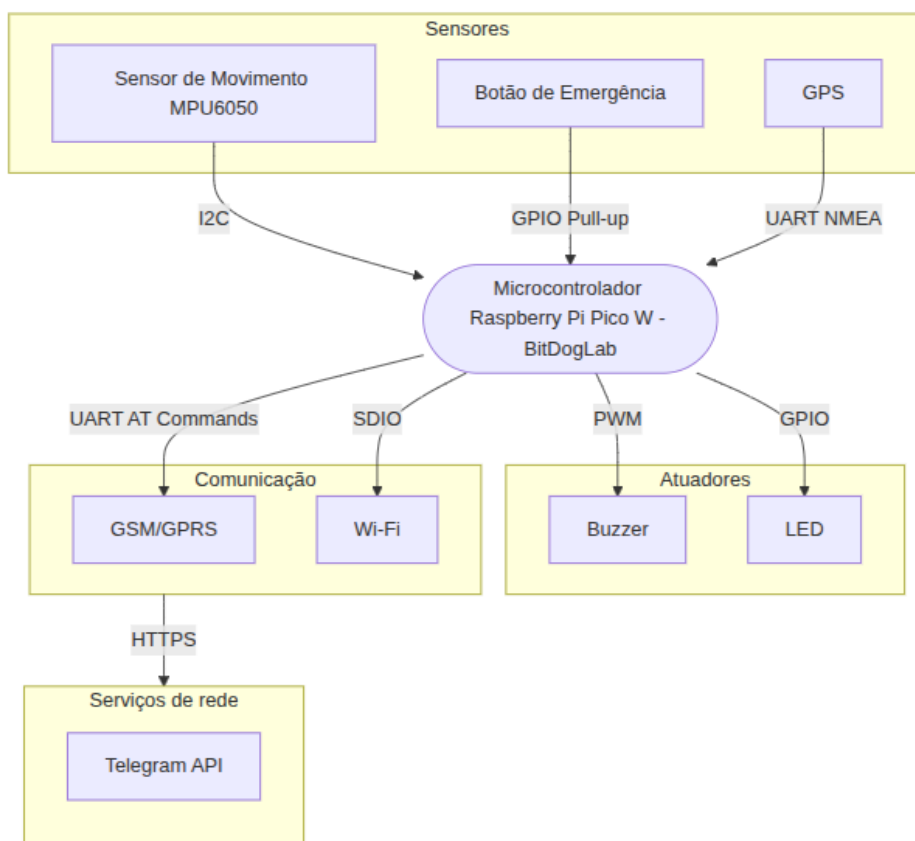 Sensores
Sensor de Movimento
MPU6050
Botão de Emergência
GPS
I2C
GPIO Pull-up
UART NMEA
Microcontrolador
Raspberry Pi Pico W -
BitDogLab
UART AT Commands
SDIO
PWM
GPIO
Comunicação
GSM/GPRS
Wi-Fi
Atuadores
Buzzer
LED
HTTPS
Serviços de rede
Telegram API